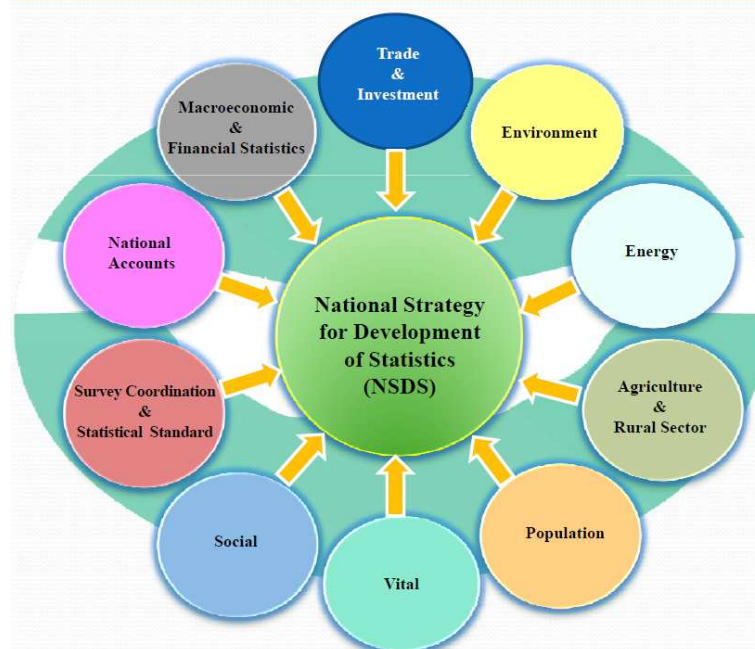 Trade
&
Investment
Environment
Energy
Agriculture
&
Rural Sector
Population
Vital
Social
Survey Coordination
&
Statistical Standard
National
Accounts
Macroeconomic
&
Financial Statistics
National Strategy
for Development
of Statistics
(NSDS)